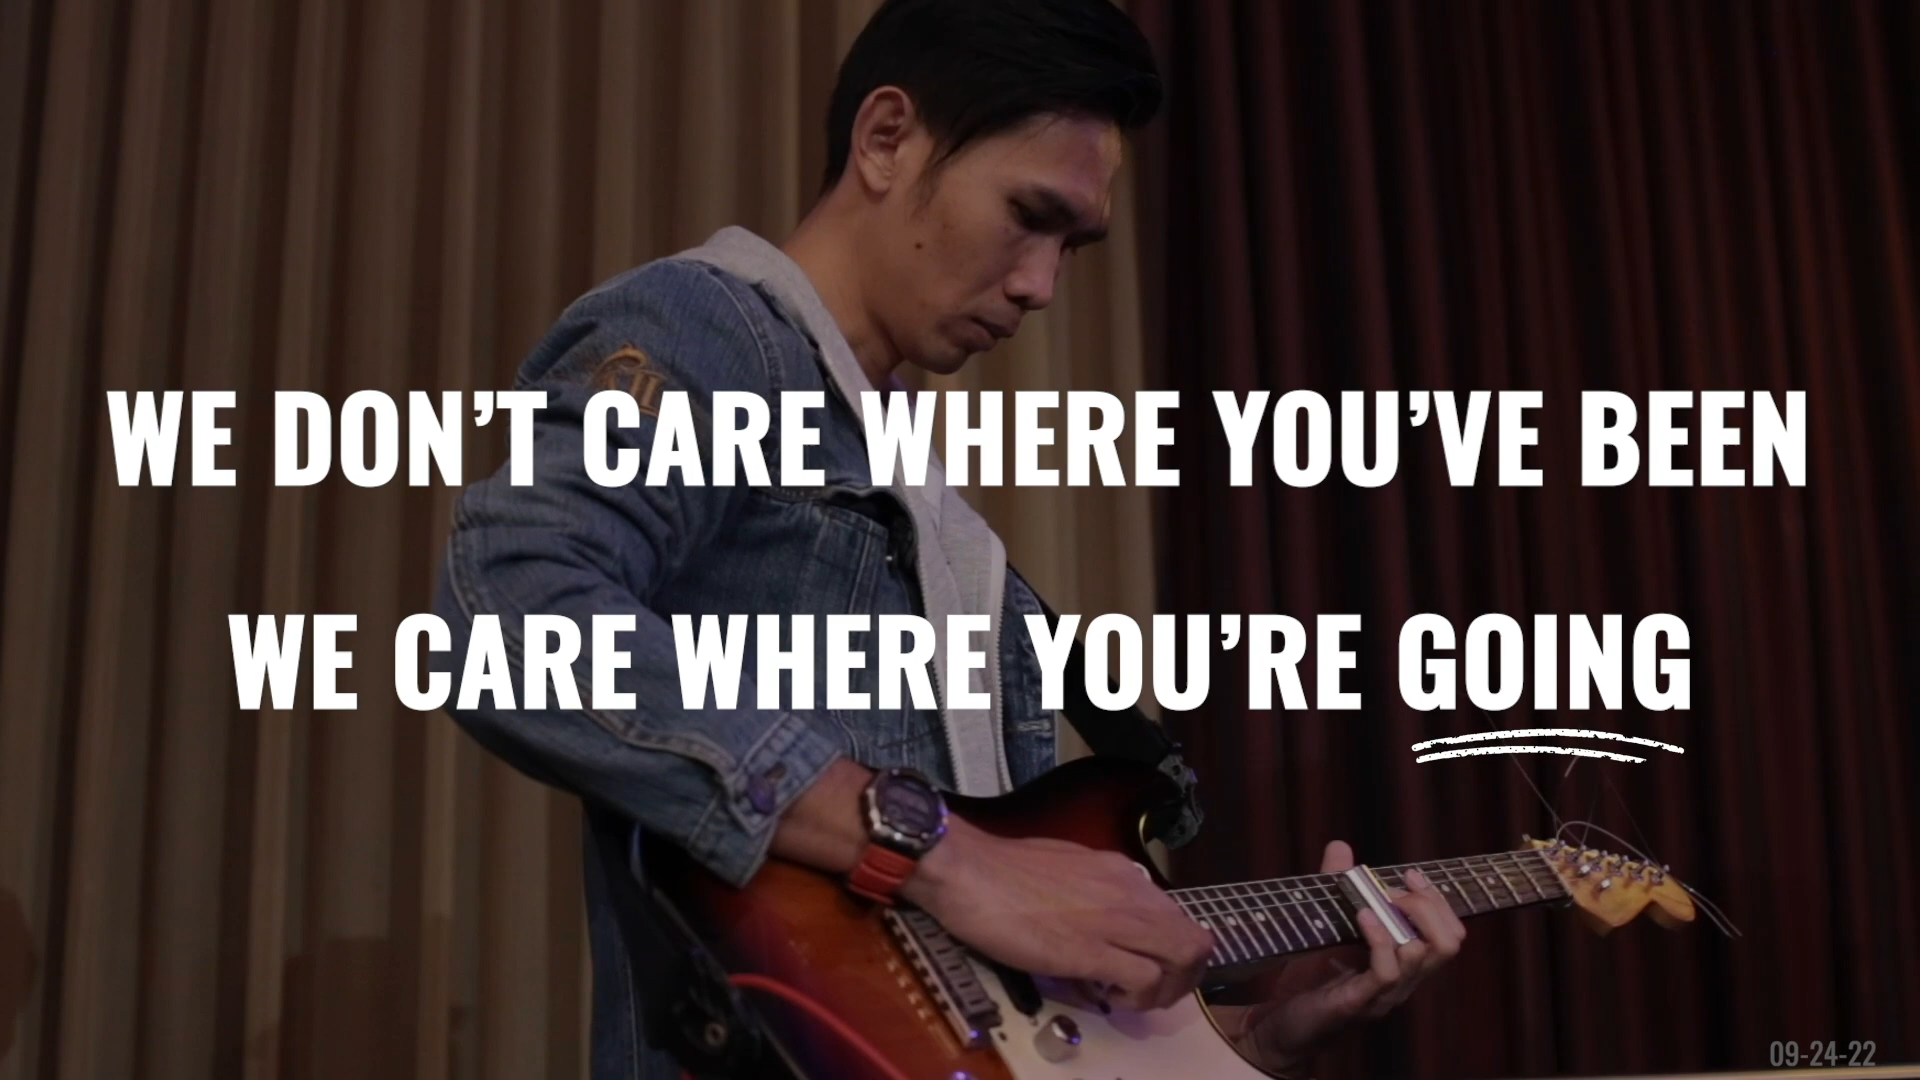 WE DON’T CARE WHERE YOU’VE BEEN
WE CARE WHERE YOU’RE GOING
09-24-22